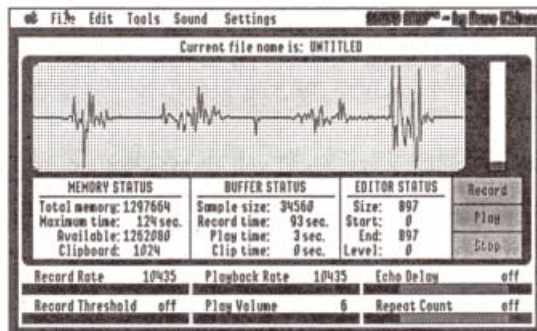 File Edit Tools Sound Settings
Current file name is: UNTITLED
MEMORY STATUS
Total memory: 1297664
Maximum time: 124 sec.
Available: 1262080
Clipboard: 1024
BUFFER STATUS
Sample size: 34560
Record time: 93 sec.
Play time: 3 sec.
Clip time: 0 sec.
EDITOR STATUS
Size: 897
Start: 0
End: 897
Level: 0
Record
Play
Stop
Record Rate 10435 Playback Rate 10435 Echo Delay off
Record Threshold off Play Volume 6 Repeat Count off